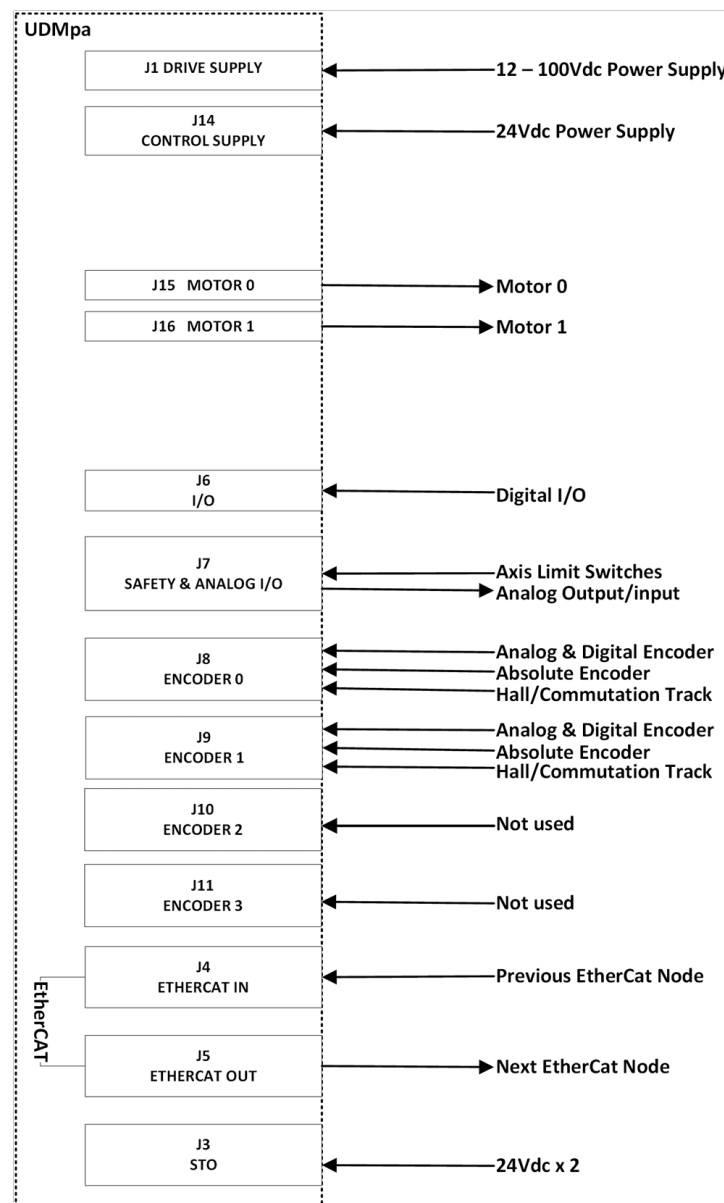 UDMpa
J1 DRIVE SUPPLY
12 – 100Vdc Power Supply
J14
CONTROL SUPPLY
24Vdc Power Supply
J15 MOTOR 0
Motor 0
J16 MOTOR 1
Motor 1
J6
I/O
Digital I/O
J7
SAFETY & ANALOG I/O
Axis Limit Switches
Analog Output/input
J8
ENCODER 0
Analog & Digital Encoder
Absolute Encoder
Hall/Commutation Track
J9
ENCODER 1
Analog & Digital Encoder
Absolute Encoder
Hall/Commutation Track
J10
ENCODER 2
Not used
J11
ENCODER 3
Not used
EtherCAT
J4
ETHERCAT IN
Previous EtherCat Node
J5
ETHERCAT OUT
Next EtherCat Node
J3
STO
24Vdc x 2